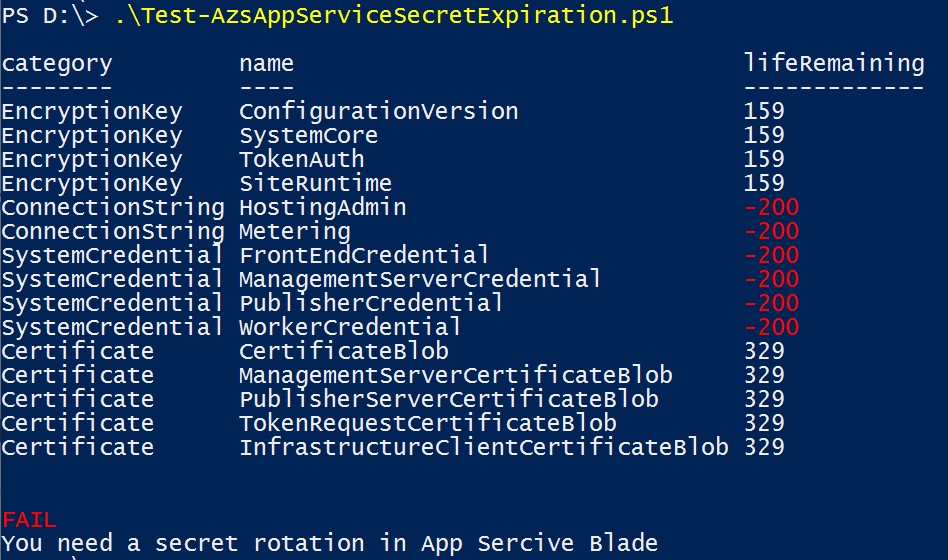 PS D:\> .\Test-AzsAppServiceSecretExpiration.ps1
category name lifeRemaining
-------- ---- -------------
EncryptionKey ConfigurationVersion 159
EncryptionKey SystemCore 159
EncryptionKey TokenAuth 159
EncryptionKey SiteRuntime 159
ConnectionString HostingAdmin -200
ConnectionString Metering -200
SystemCredential FrontEndCredential -200
SystemCredential ManagementServerCredential -200
SystemCredential PublisherCredential -200
SystemCredential WorkerCredential -200
Certificate CertificateBlob 329
Certificate ManagementServerCertificateBlob 329
Certificate PublisherServerCertificateBlob 329
Certificate TokenRequestCertificateBlob 329
Certificate InfrastructureClientCertificateBlob 329
FAIL
You need a secret rotation in App Sercive Blade